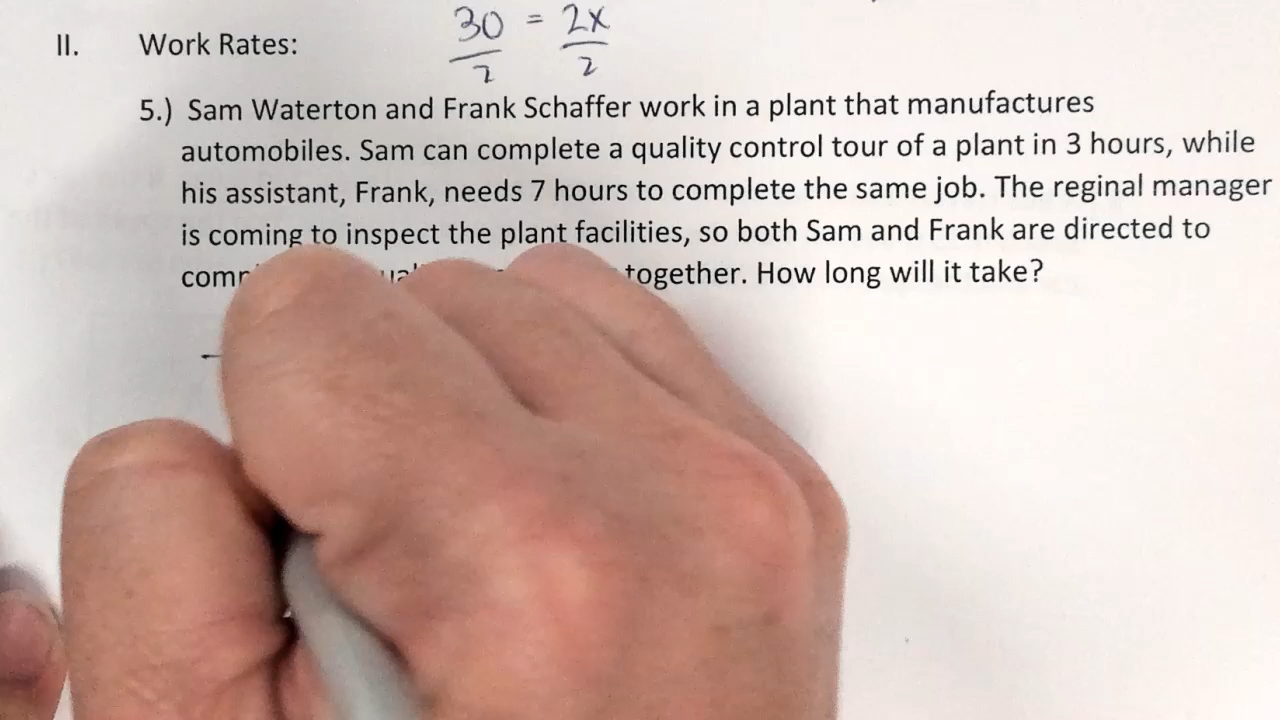 30 = 2x
II. Work Rates:
2 2
5.) Sam Waterton and Frank Schaffer work in a plant that manufactures
automobiles. Sam can complete a quality control tour of a plant in 3 hours, while
his assistant, Frank, needs 7 hours to complete the same job. The reginal manager
is coming to inspect the plant facilities, so both Sam and Frank are directed to
together. How long will it take?